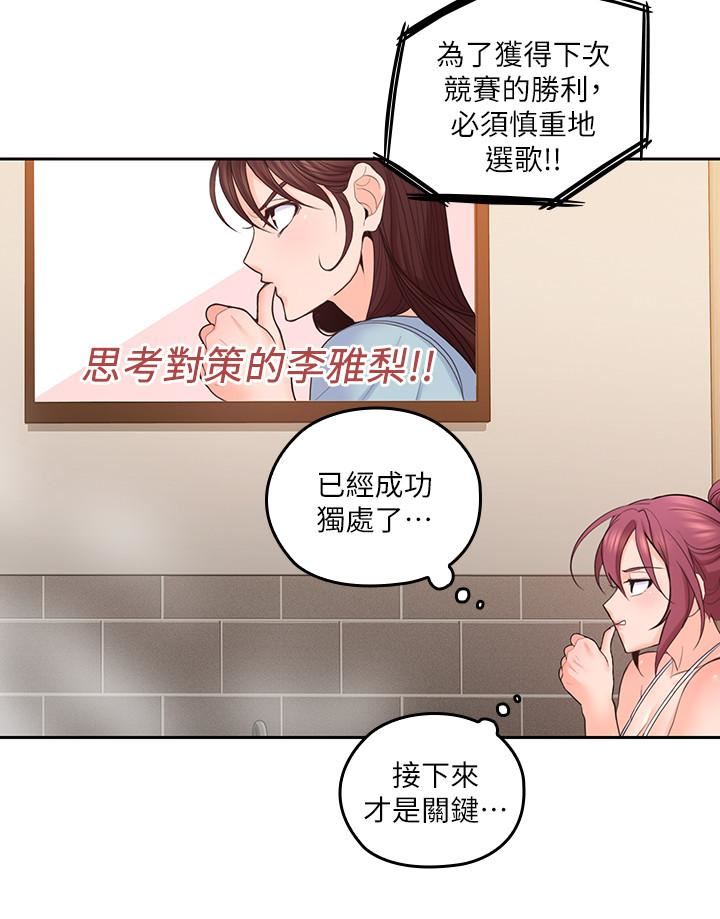 為了獲得下次
競賽的勝利，
必須慎重地
選歌!!
思考對策的李雅梨!!
已經成功
獨處了…
接下來
才是關鍵…